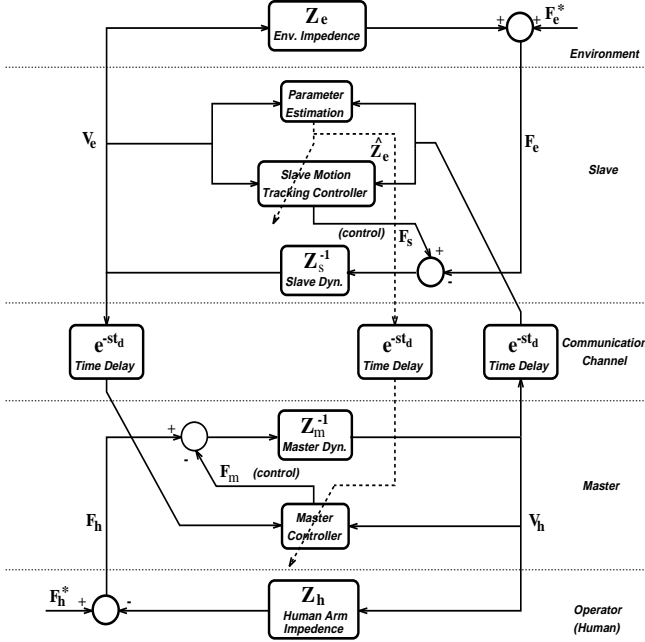 Z_e
Env. Impedence
+ + F_e^*
Environment
Parameter
Estimation
V_e
Ẑ_e
F_e
Slave Motion
Tracking Controller
Slave
(control) F_s +
Z_s^-1
Slave Dyn.
-
e^-st_d
Time Delay
e^-st_d
Time Delay
e^-st_d
Time Delay
Communication
Channel
+
Z_m^-1
Master Dyn.
-
F_m (control)
Master
F_h
Master
Controller
V_h
F_h^* + -
Z_h
Human Arm
Impedence
Operator
(Human)